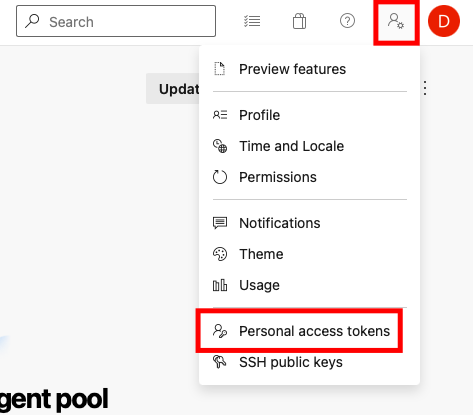 Search
D
Preview features
Updat
Profile
Time and Locale
Permissions
Notifications
Theme
Usage
Personal access tokens
SSH public keys
gent pool